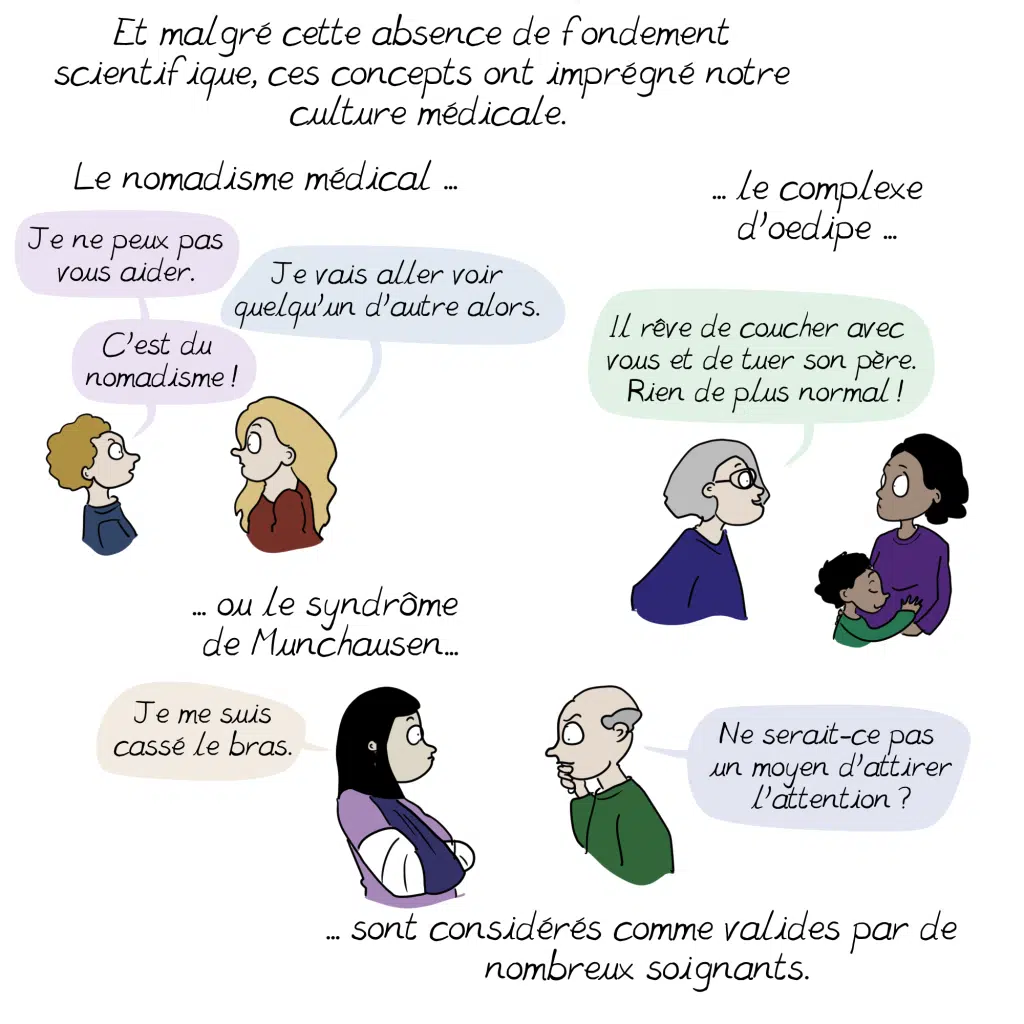 Et malgré cette absence de fondement
scientifique, ces concepts ont imprégné notre
culture médicale.
Le nomadisme médical ...
Je ne peux pas
vous aider.
Je vais aller voir
quelqu'un d'autre alors.
C'est du
nomadisme !
... le complexe
d'oedipe ...
Il rêve de coucher avec
vous et de tuer son père.
Rien de plus normal !
... ou le syndrôme
de Munchausen...
Je me suis
cassé le bras.
Ne serait-ce pas
un moyen d'attirer
l'attention ?
... sont considérés comme valides par de
nombreux soignants.